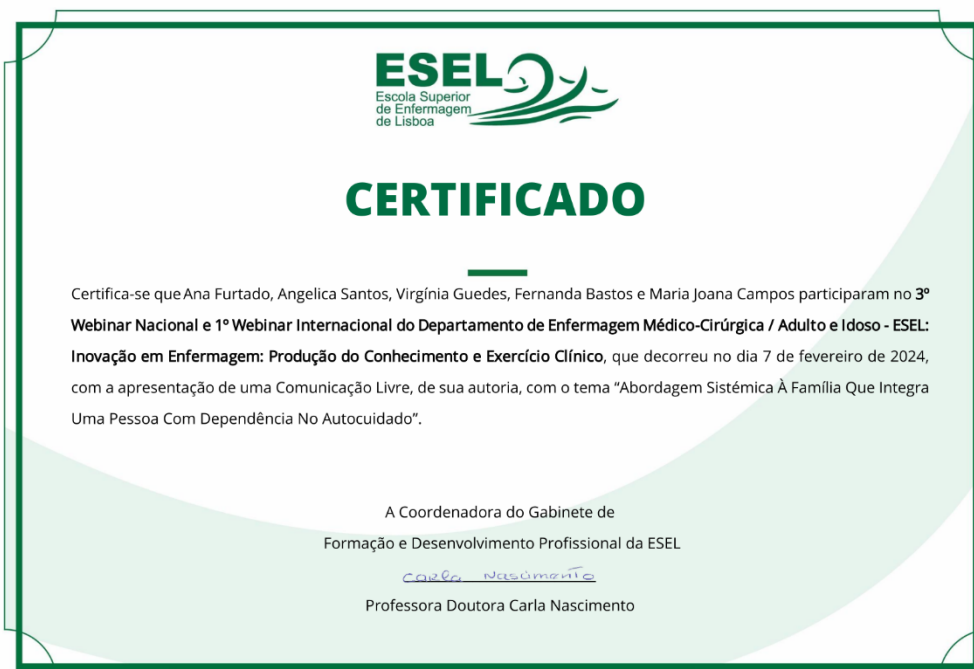 ESEL
Escola Superior
de Enfermagem
de Lisboa
CERTIFICADO
Certifica-se que Ana Furtado, Angelica Santos, Virgínia Guedes, Fernanda Bastos e Maria Joana Campos participaram no 3º
Webinar Nacional e 1º Webinar Internacional do Departamento de Enfermagem Médico-Cirúrgica / Adulto e Idoso - ESEL:
Inovação em Enfermagem: Produção do Conhecimento e Exercício Clínico, que decorreu no dia 7 de fevereiro de 2024,
com a apresentação de uma Comunicação Livre, de sua autoria, com o tema “Abordagem Sistémica À Família Que Integra
Uma Pessoa Com Dependência No Autocuidado”.
A Coordenadora do Gabinete de
Formação e Desenvolvimento Profissional da ESEL
Carla Nascimento
Professora Doutora Carla Nascimento